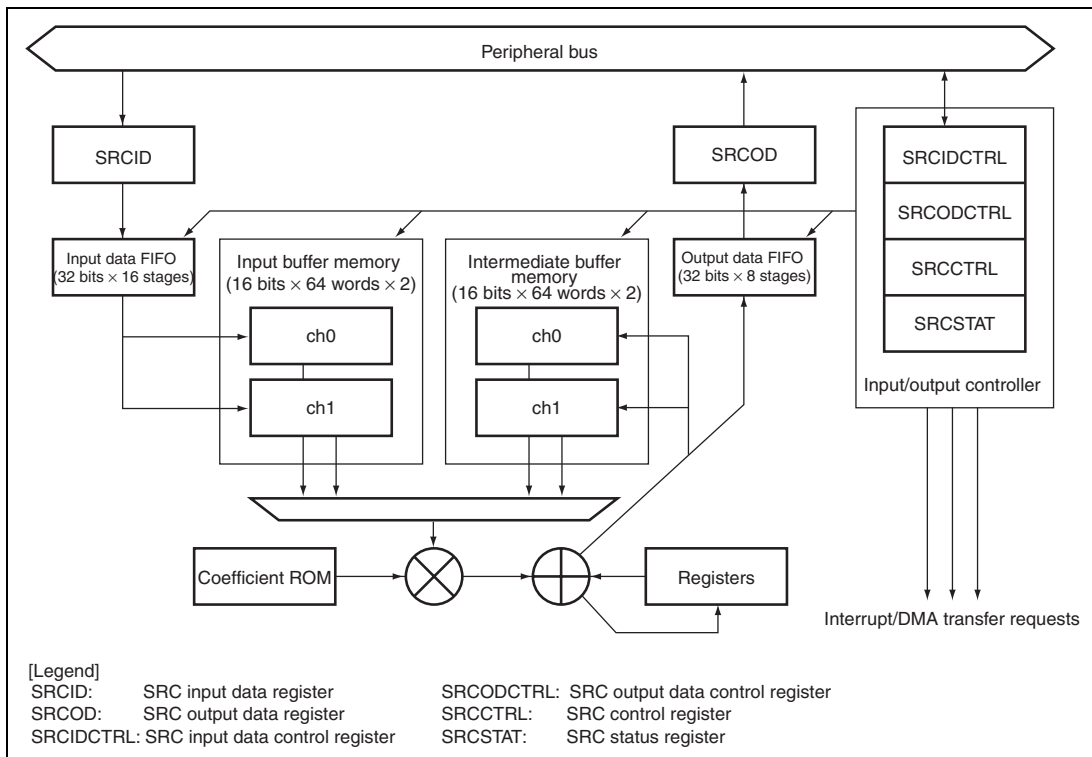 Peripheral bus
SRCID
SRCOD
SRCIDCTRL
SRCODCTRL
SRCCTRL
SRCSTAT
Input/output controller
Input data FIFO
(32 bits × 16 stages)
Input buffer memory
(16 bits × 64 words × 2)
ch0
ch1
Intermediate buffer
memory
(16 bits × 64 words × 2)
ch0
ch1
Output data FIFO
(32 bits × 8 stages)
Coefficient ROM
Registers
Interrupt/DMA transfer requests
[Legend]
SRCID: SRC input data register
SRCOD: SRC output data register
SRCIDCTRL: SRC input data control register
SRCODCTRL: SRC output data control register
SRCCTRL: SRC control register
SRCSTAT: SRC status register